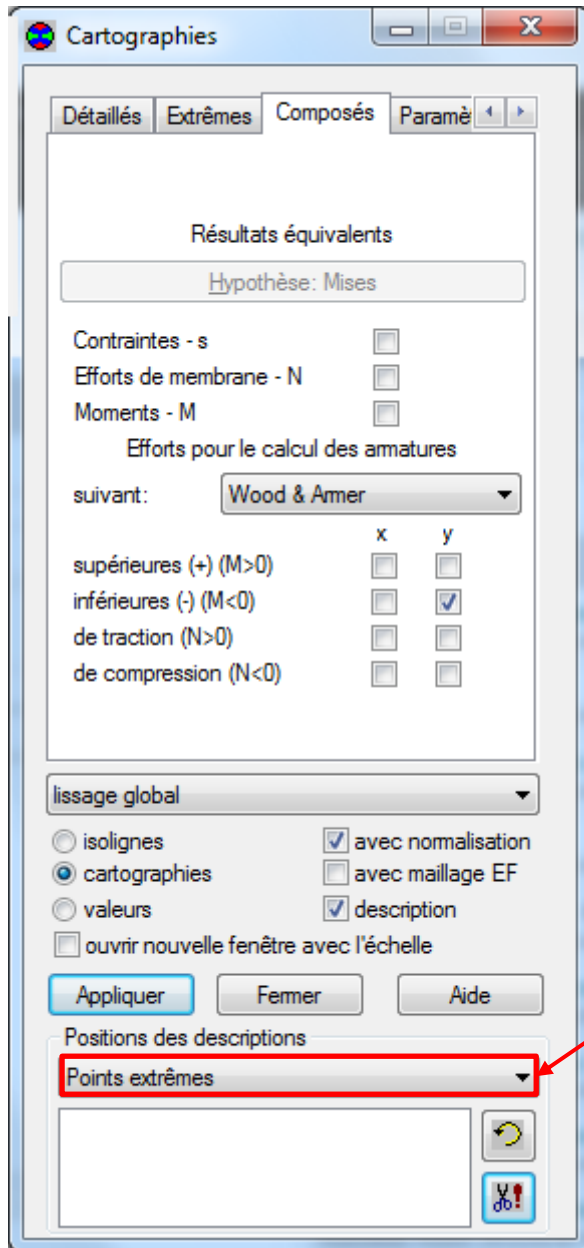 Cartographies
Détaillés Extrêmes Composés Paramè
Résultats équivalents
Hypothèse: Mises
Contraintes - s
Efforts de membrane - N
Moments - M
Efforts pour le calcul des armatures
suivant: Wood & Armer
x y
supérieures (+) (M>0)
inférieures (-) (M<0)
de traction (N>0)
de compression (N<0)
lissage global
isolignes avec normalisation
cartographies avec maillage EF
valeurs description
ouvrir nouvelle fenêtre avec l'échelle
Appliquer Fermer Aide
Positions des descriptions
Points extrêmes